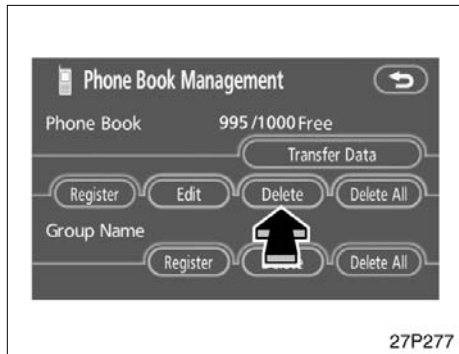 Phone Book Management
Phone Book 995/1000 Free
Transfer Data
Register Edit Delete Delete All
Group Name
Register Delete Delete All
27P277